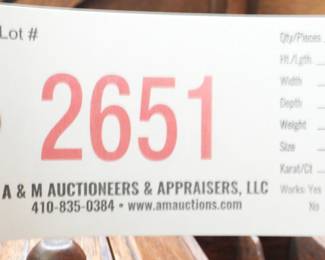 Lot #
2651
A & M AUCTIONEERS & APPRAISERS, LLC
410-835-0384 • www.amauctions.com
Qty/Pieces
Ht./Lgth
Width
Depth
Weight
Size
Karat/Ct
Works: Yes
No